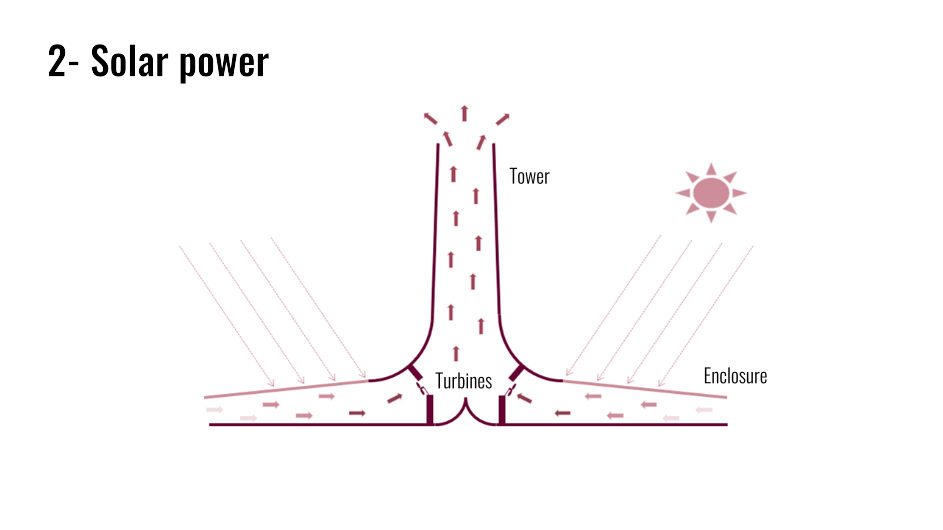 2- Solar power
Tower
Enclosure
Turbines